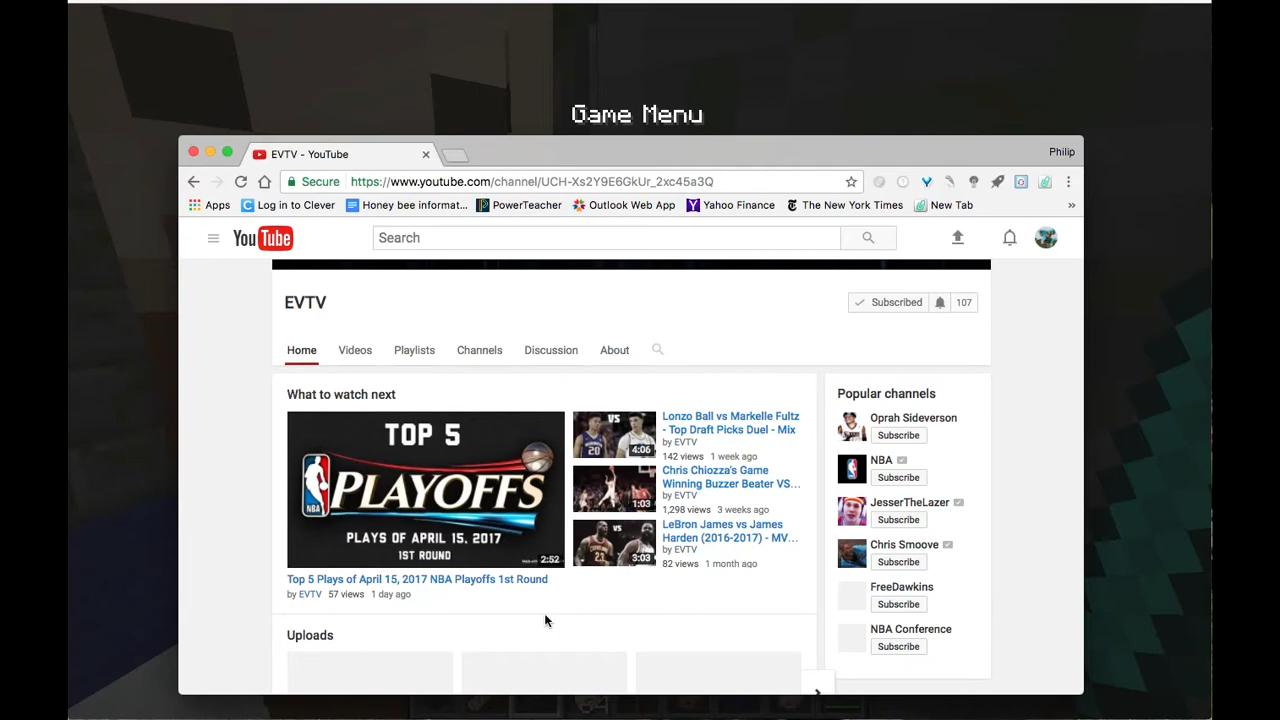 Game Menu
EVTV - YouTube
Philip
Secure https://www.youtube.com/channel/UCH-Xs2Y9E6GkUr_2xc45a3Q
Apps Log in to Clever Honey bee informat... PowerTeacher Outlook Web App Yahoo Finance The New York Times New Tab »
YouTube
Search
EVTV
Subscribed 107
Home Videos Playlists Channels Discussion About
What to watch next
TOP 5
NBA
PLAYOFFS
PLAYS OF APRIL 15, 2017
1ST ROUND
2:52
Top 5 Plays of April 15, 2017 NBA Playoffs 1st Round
by EVTV 57 views 1 day ago
VS
20
4:06
Lonzo Ball vs Markelle Fultz
- Top Draft Picks Duel - Mix
by EVTV
142 views 1 week ago
1:03
Chris Chiozza's Game
Winning Buzzer Beater VS...
by EVTV
1,298 views 3 weeks ago
VS
23
3:03
LeBron James vs James
Harden (2016-2017) - MV...
by EVTV
82 views 1 month ago
Uploads
Popular channels
Oprah Sideverson
Subscribe
NBA
Subscribe
JesserTheLazer
Subscribe
Chris Smoove
Subscribe
FreeDawkins
Subscribe
NBA Conference
Subscribe